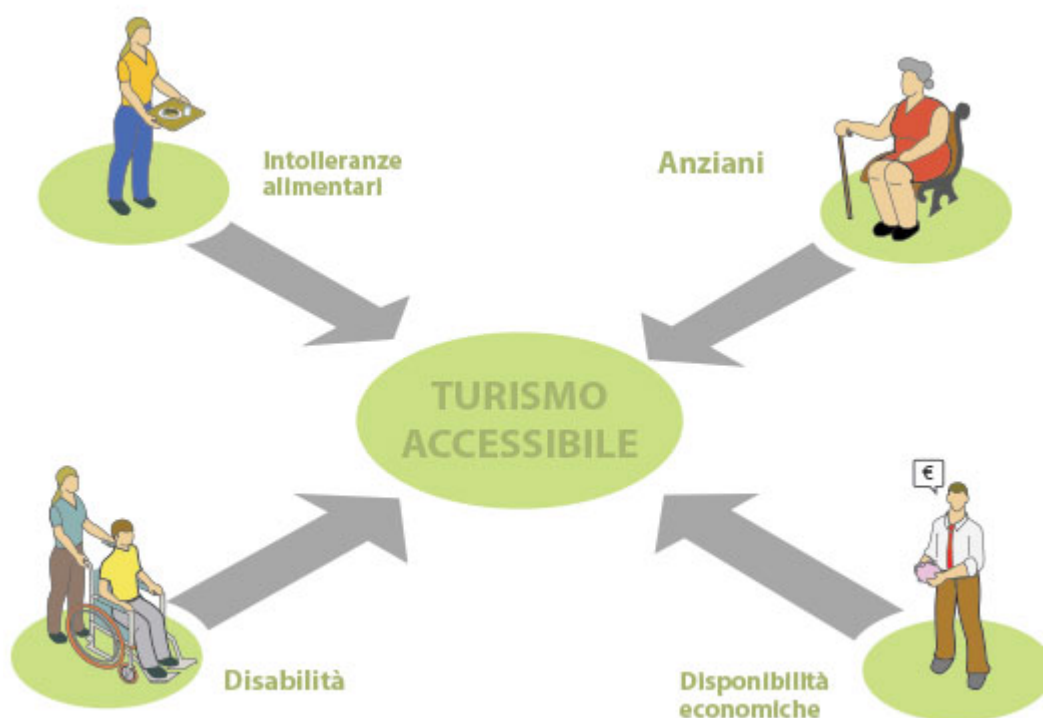 Intolleranze
alimentari
Anziani
TURISMO
ACCESSIBILE
€
Disabilità
Disponibilità
economiche